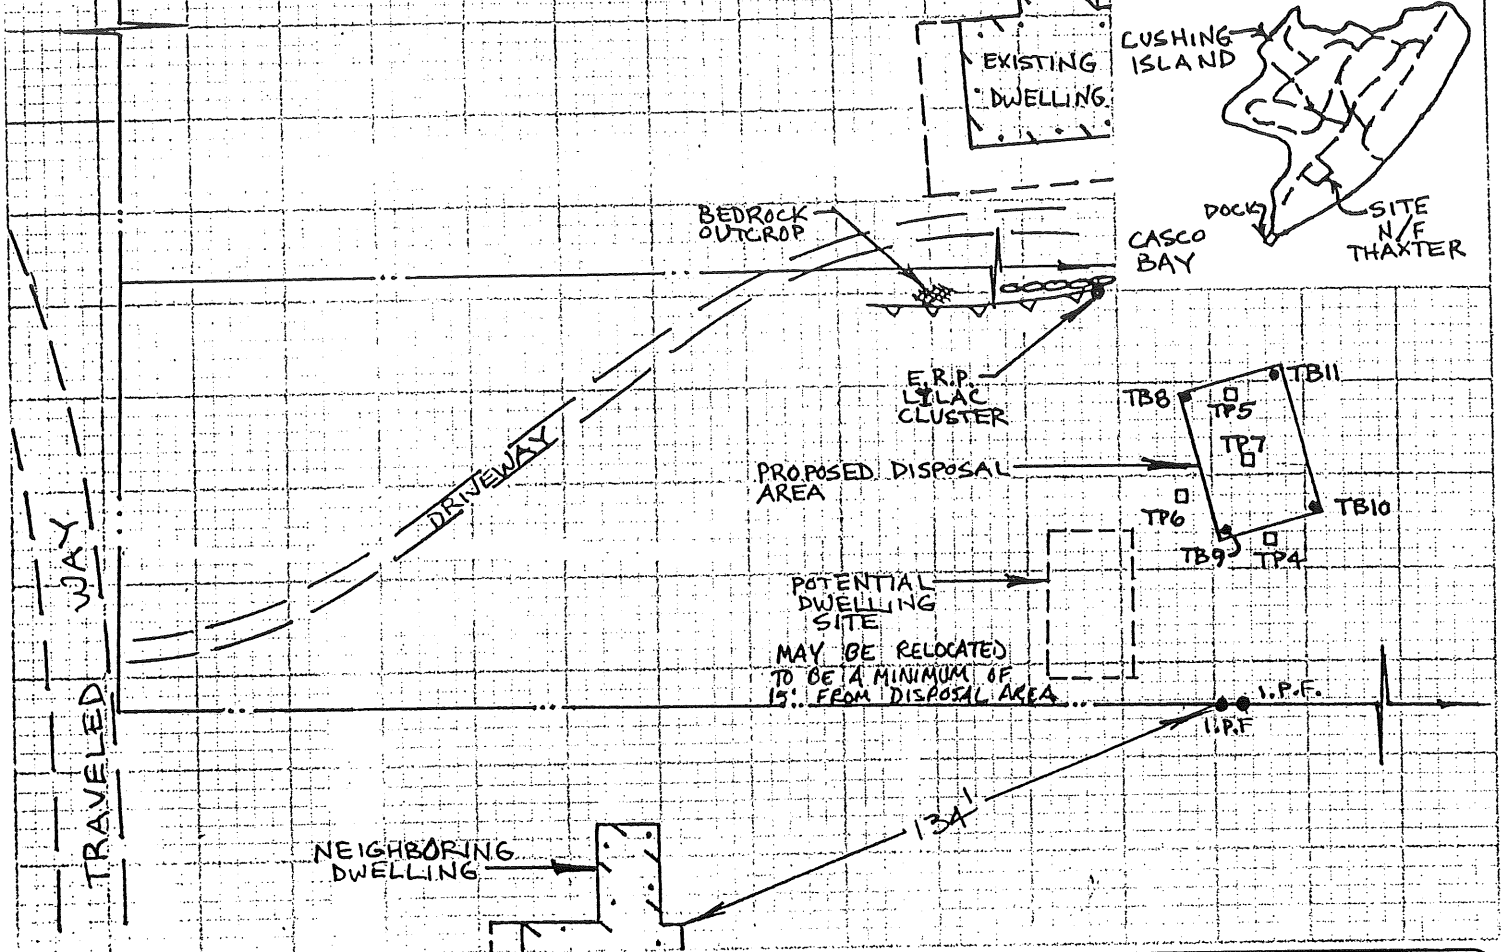 EXISTING
DWELLING
CUSHING
ISLAND
DOCK
SITE
N/F
THAXTER
CASCO
BAY
BEDROCK
OUTCROP
E.R.P.
LILAC
CLUSTER
TB8
TB11
TP5
TP7
PROPOSED DISPOSAL
AREA
TP6
TB10
TB9
TP4
DRIVEWAY
TRAVELED WAY
POTENTIAL
DWELLING
SITE
MAY BE RELOCATED
TO BE A MINIMUM OF
15' FROM DISPOSAL AREA
I.P.F.
I.P.F
134'
NEIGHBORING
DWELLING